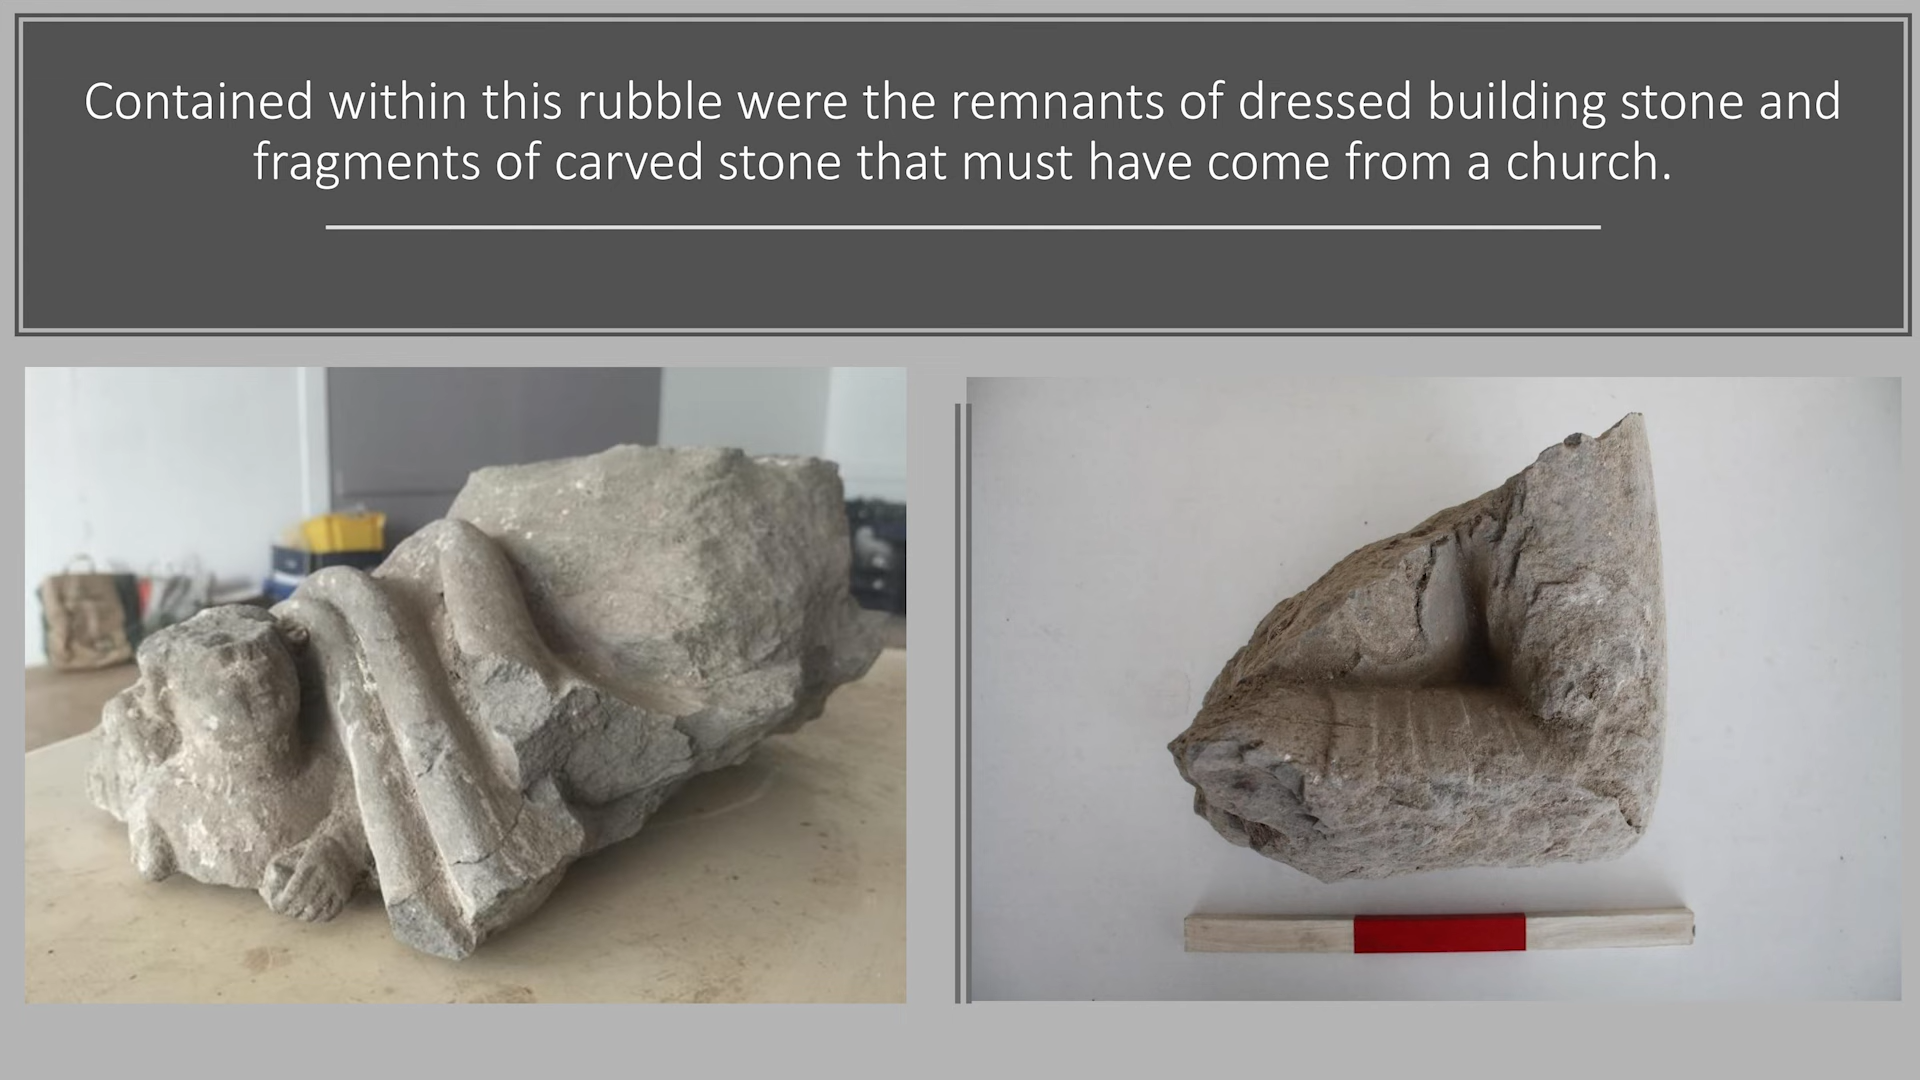 Contained within this rubble were the remnants of dressed building stone and
fragments of carved stone that must have come from a church.